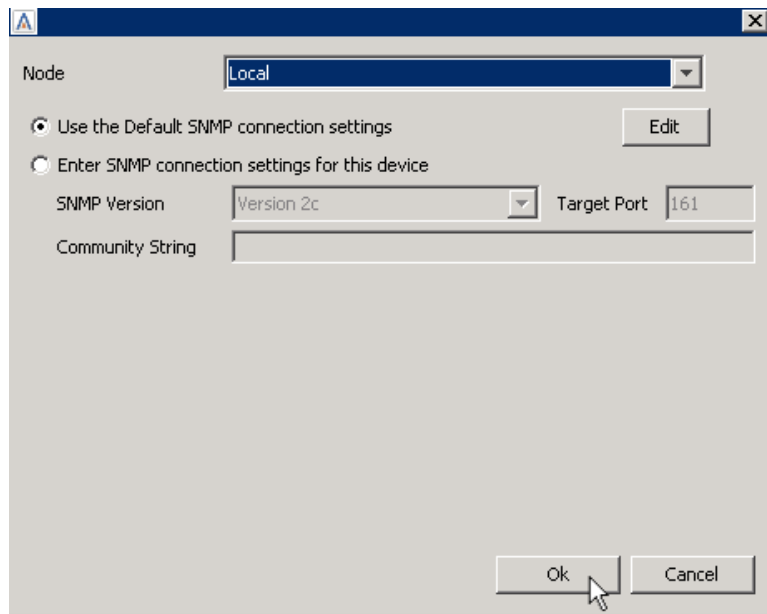 Node Local
Use the Default SNMP connection settings Edit
Enter SNMP connection settings for this device
SNMP Version Version 2c Target Port 161
Community String
Ok Cancel